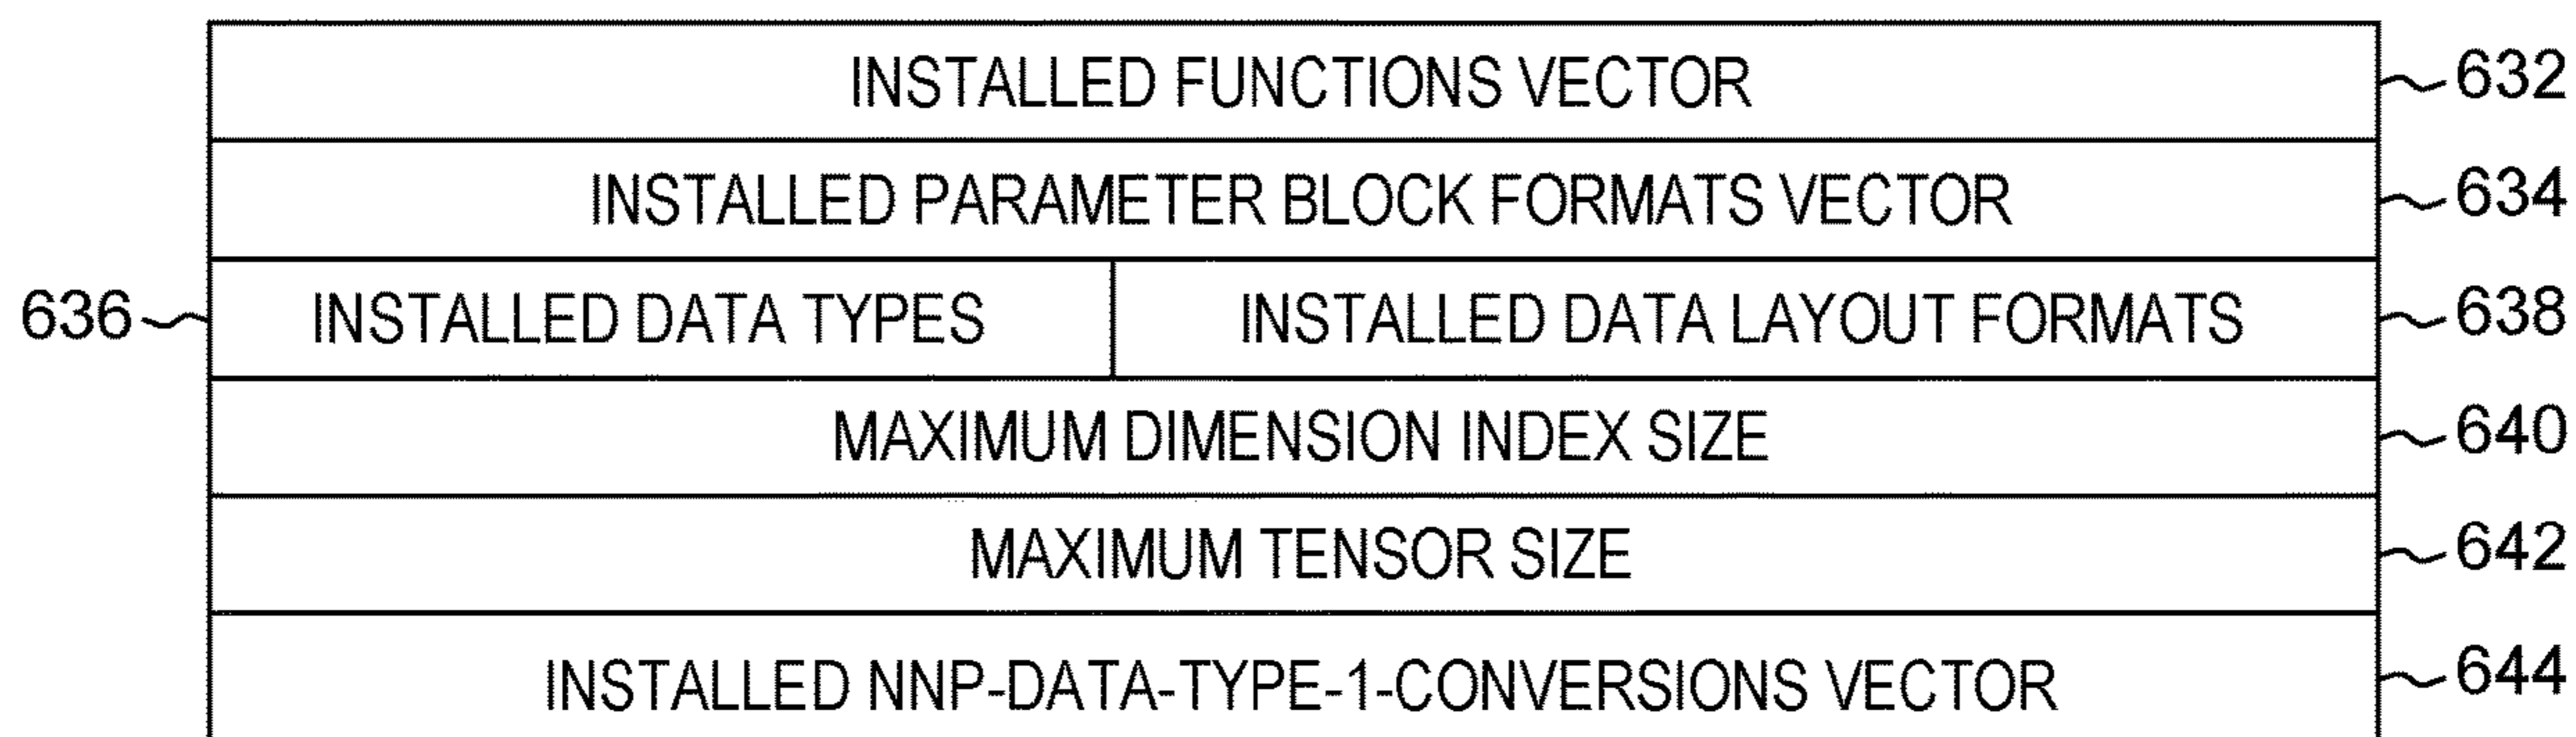 INSTALLED FUNCTIONS VECTOR 632
INSTALLED PARAMETER BLOCK FORMATS VECTOR 634
636 INSTALLED DATA TYPES INSTALLED DATA LAYOUT FORMATS 638
MAXIMUM DIMENSION INDEX SIZE 640
MAXIMUM TENSOR SIZE 642
INSTALLED NNP-DATA-TYPE-1-CONVERSIONS VECTOR 644